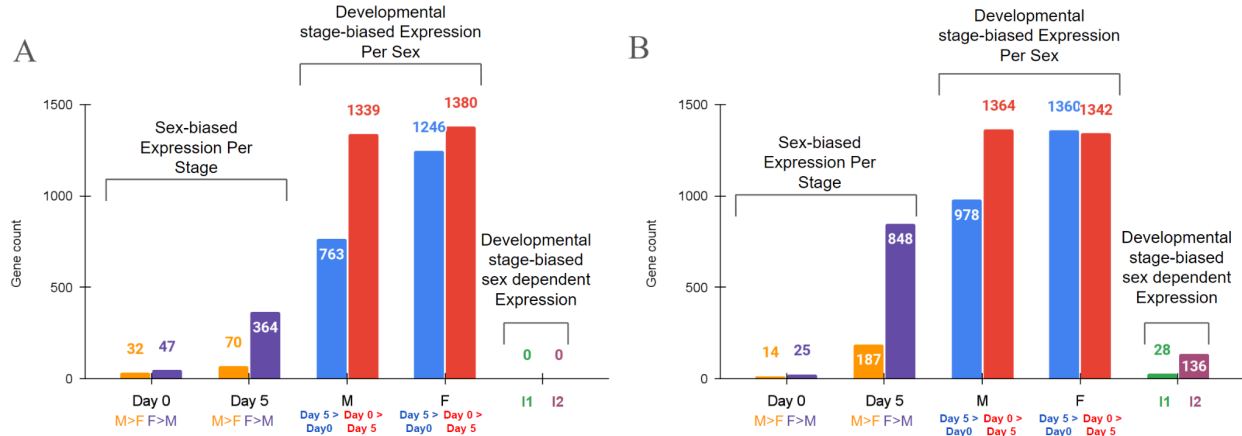 A
Developmental
stage-biased Expression
Per Sex
1500
1000
500
0
Gene count
Sex-biased
Expression Per
Stage
Developmental
stage-biased
sex dependent
Expression
32
47
70
364
763
1339
1246
1380
0
0
Day 0
Day 5
M
F
I1
I2
M>F F>M
M>F F>M
Day 5 > Day 0 >
Day0 Day 5
Day 5 > Day 0 >
Day0 Day 5
B
Developmental
stage-biased Expression
Per Sex
1500
1000
500
0
Gene count
Sex-biased
Expression Per
Stage
Developmental
stage-biased
sex dependent
Expression
14
25
187
848
978
1364
1360
1342
28
136
Day 0
Day 5
M
F
I1
I2
M>F F>M
M>F F>M
Day 5 > Day 0 >
Day0 Day 5
Day 5 > Day 0 >
Day0 Day 5